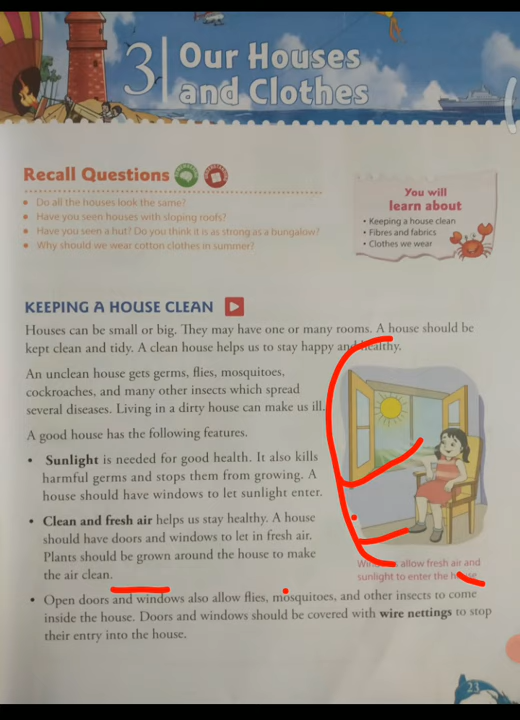 3 Our Houses
and Clothes
Recall Questions
• Do all the houses look the same?
• Have you seen houses with sloping roofs?
• Have you seen a hut? Do you think it is as strong as a bungalow?
• Why should we wear cotton clothes in summer?
You will
learn about
• Keeping a house clean
• Fibres and fabrics
• Clothes we wear
KEEPING A HOUSE CLEAN
Houses can be small or big. They may have one or many rooms. A house should be
kept clean and tidy. A clean house helps us to stay happy and healthy.
An unclean house gets germs, flies, mosquitoes,
cockroaches, and many other insects which spread
several diseases. Living in a dirty house can make us ill.
A good house has the following features.
• Sunlight is needed for good health. It also kills
harmful germs and stops them from growing. A
house should have windows to let sunlight enter.
• Clean and fresh air helps us stay healthy. A house
should have doors and windows to let in fresh air.
Plants should be grown around the house to make
the air clean.
Windows allow fresh air and
sunlight to enter the house.
• Open doors and windows also allow flies, mosquitoes, and other insects to come
inside the house. Doors and windows should be covered with wire nettings to stop
their entry into the house.
23